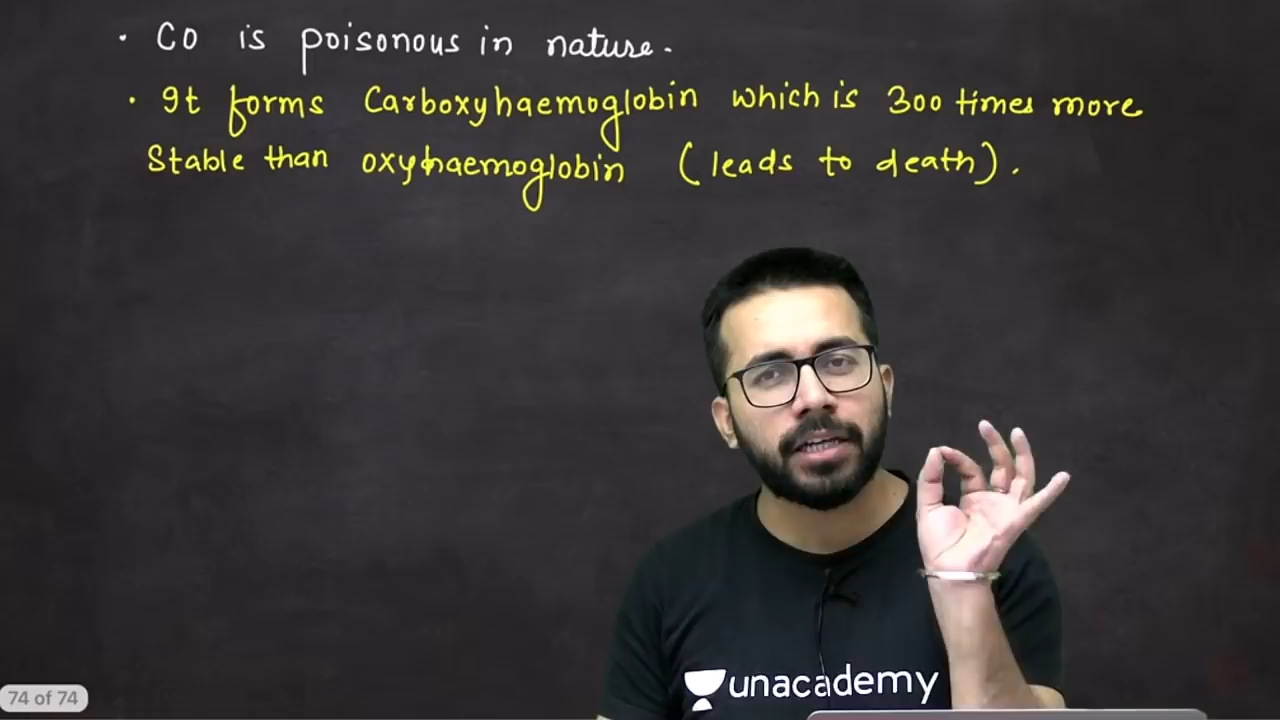 • CO is poisonous in nature.
• It forms Carboxyhaemoglobin which is 300 times more
Stable than oxyhaemoglobin (leads to death).
unacademy
74 of 74